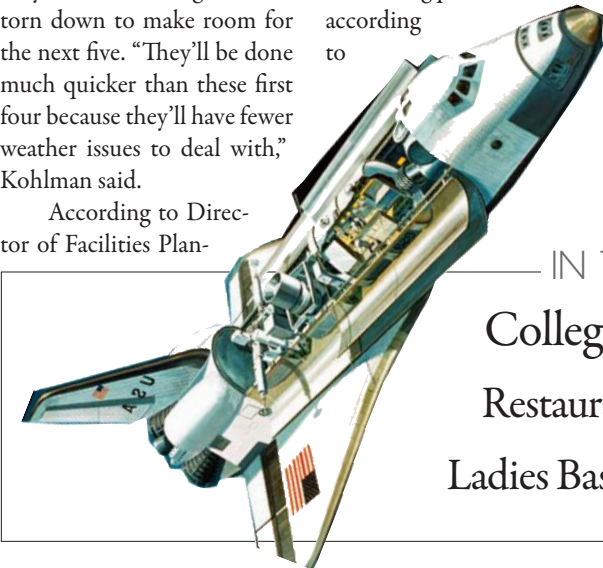 torn down to make room for
the next five. “They’ll be done
much quicker than these first
four because they’ll have fewer
weather issues to deal with,”
Kohlman said.
According to Direc-
tor of Facilities Plan-
according
to
USA
IN
Colleg
Restaur
Ladies Bas